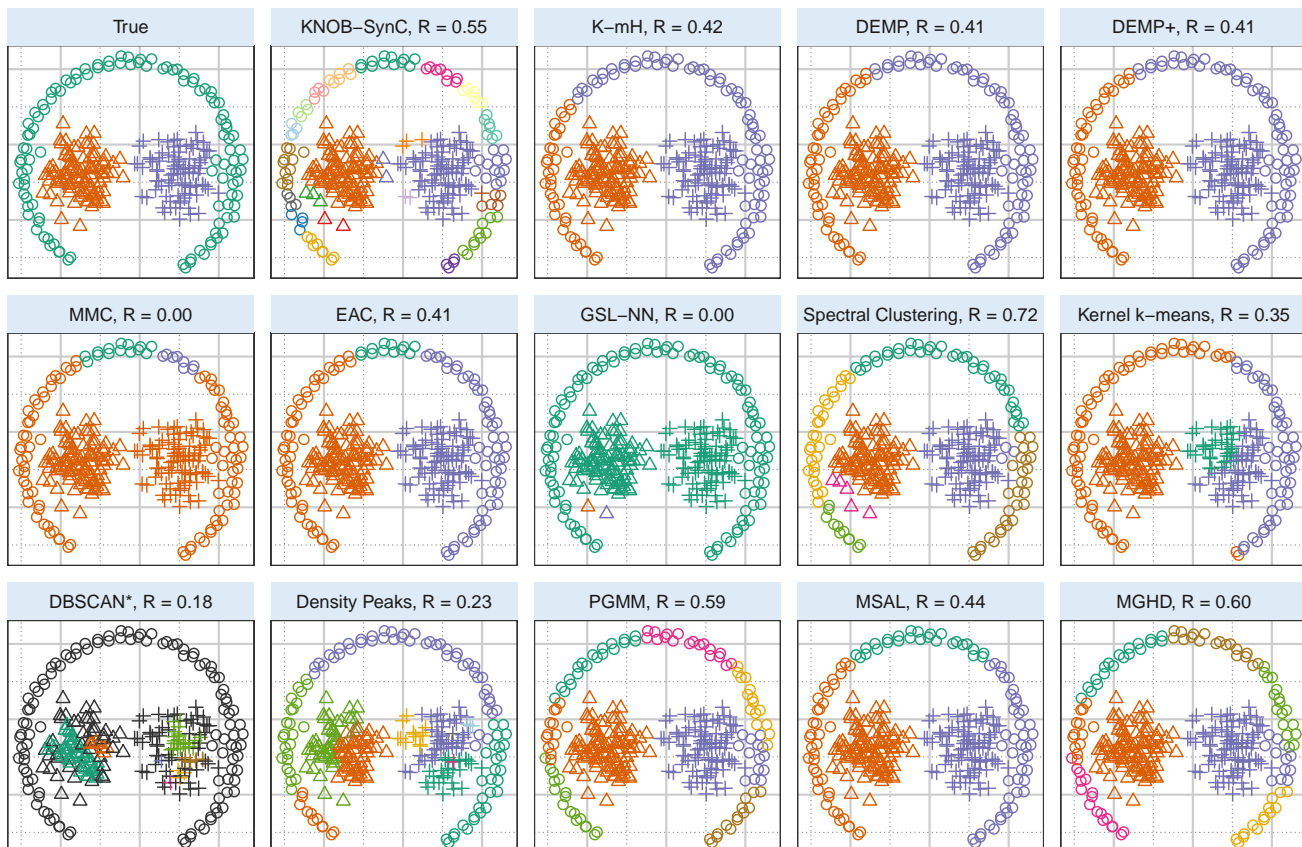 True
KNOB−SynC, R = 0.55
K−mH, R = 0.42
DEMP, R = 0.41
DEMP+, R = 0.41
MMC, R = 0.00
EAC, R = 0.41
GSL−NN, R = 0.00
Spectral Clustering, R = 0.72
Kernel k−means, R = 0.35
DBSCAN*, R = 0.18
Density Peaks, R = 0.23
PGMM, R = 0.59
MSAL, R = 0.44
MGHD, R = 0.60